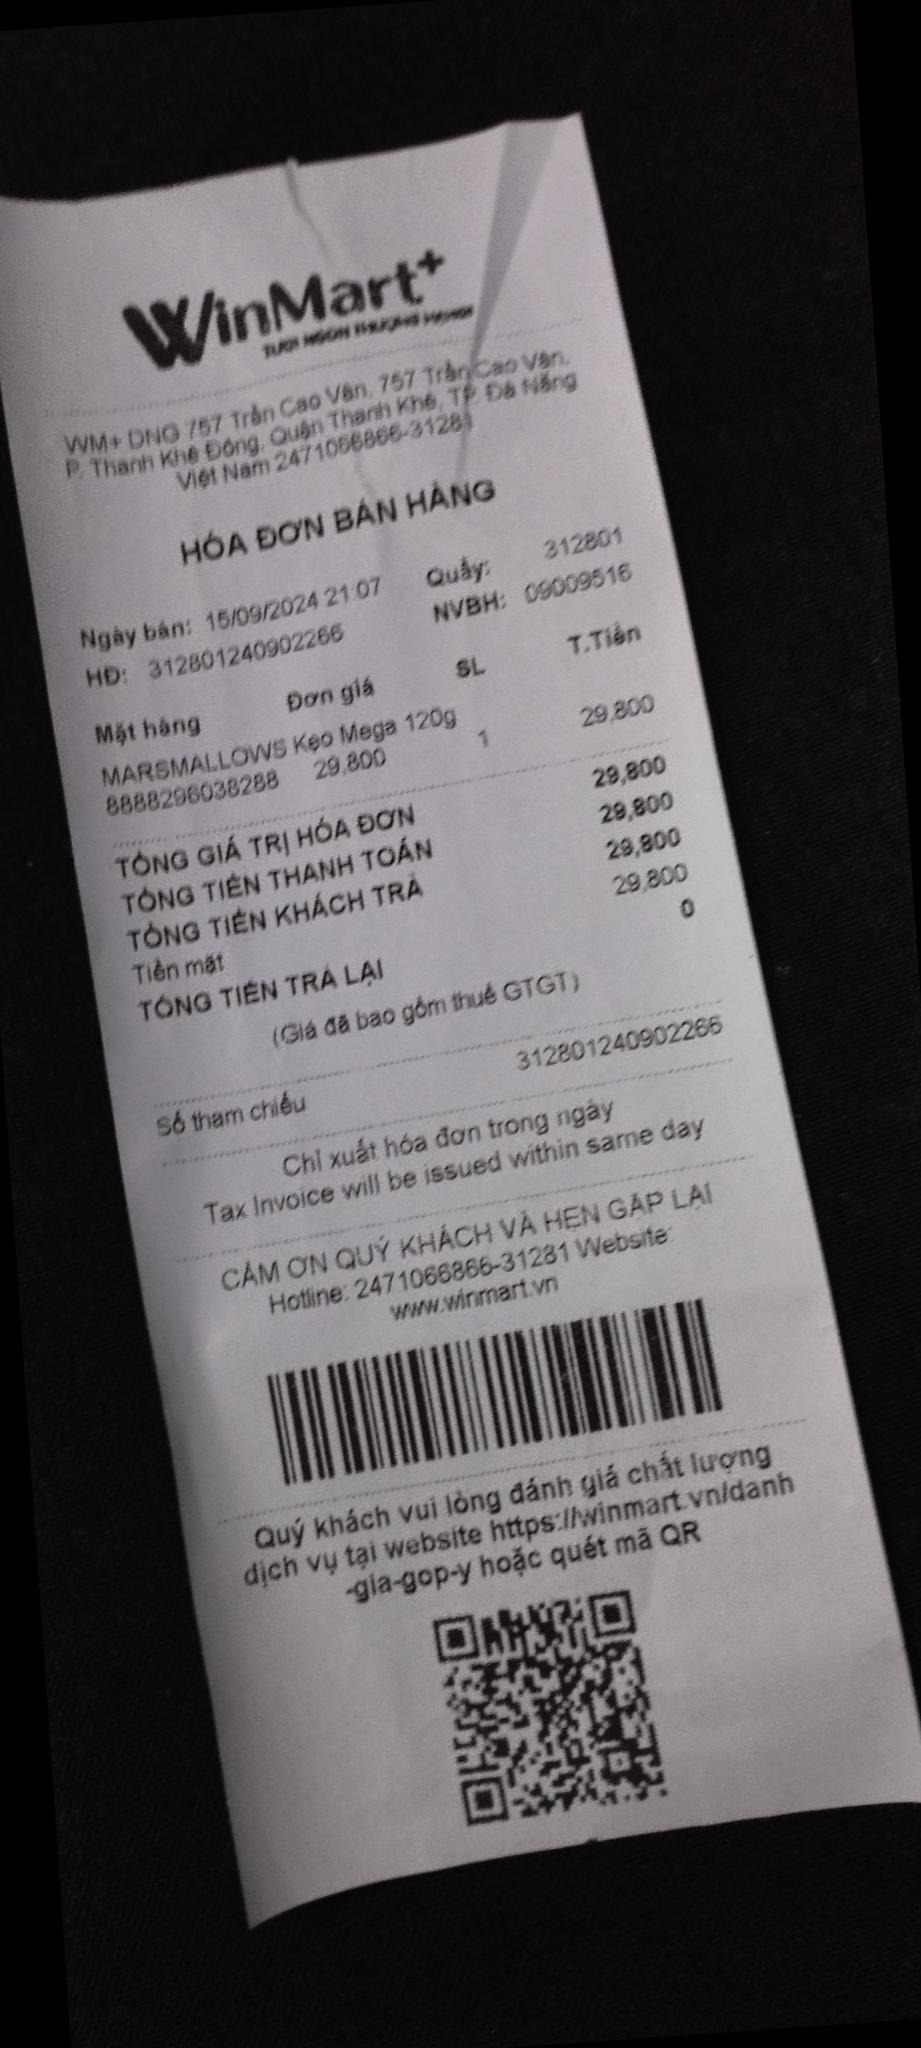 WinMart+
TƯƠI NGON THƯỢNG HẠNG!
WM+ DNG 757 Trần Cao Vân, 757 Trần Cao Vân,
P. Thanh Khê Đông, Quận Thanh Khê, TP. Đà Nẵng
Việt Nam 2471066866-31281
HÓA ĐƠN BÁN HÀNG
Ngày bán: 15/09/2024 21:07 Quầy: 312801
HĐ: 312801240902266 NVBH: 09009516
Mặt hàng Đơn giá SL T.Tiền
MARSMALLOWS Kẹo Mega 120g
8888296038288 29,800 1 29,800
TỔNG GIÁ TRỊ HÓA ĐƠN 29,800
TỔNG TIỀN THANH TOÁN 29,800
TỔNG TIỀN KHÁCH TRẢ 29,800
Tiền mặt 29,800
TỔNG TIỀN TRẢ LẠI 0
(Giá đã bao gồm thuế GTGT)
Số tham chiếu 312801240902266
Chỉ xuất hóa đơn trong ngày
Tax Invoice will be issued within same day
CẢM ƠN QUÝ KHÁCH VÀ HẸN GẶP LẠI
Hotline: 2471066866-31281 Website:
www.winmart.vn
Quý khách vui lòng đánh giá chất lượng
dịch vụ tại website https://winmart.vn/danh
-gia-gop-y hoặc quét mã QR